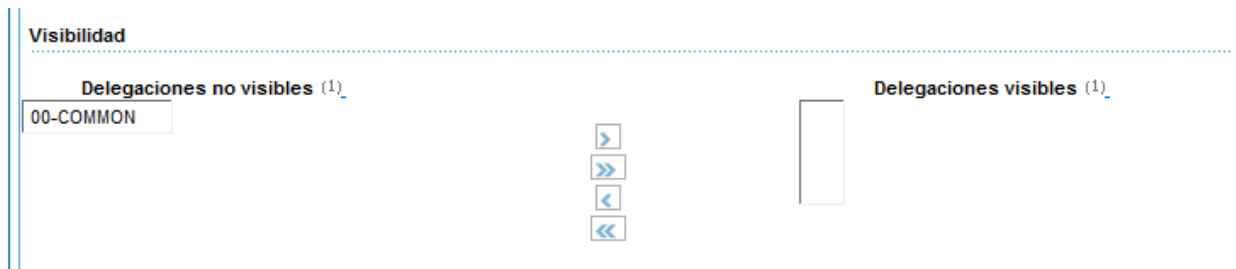 Visibilidad
Delegaciones no visibles (1)
Delegaciones visibles (1)
00-COMMON
>
>>
<
<<